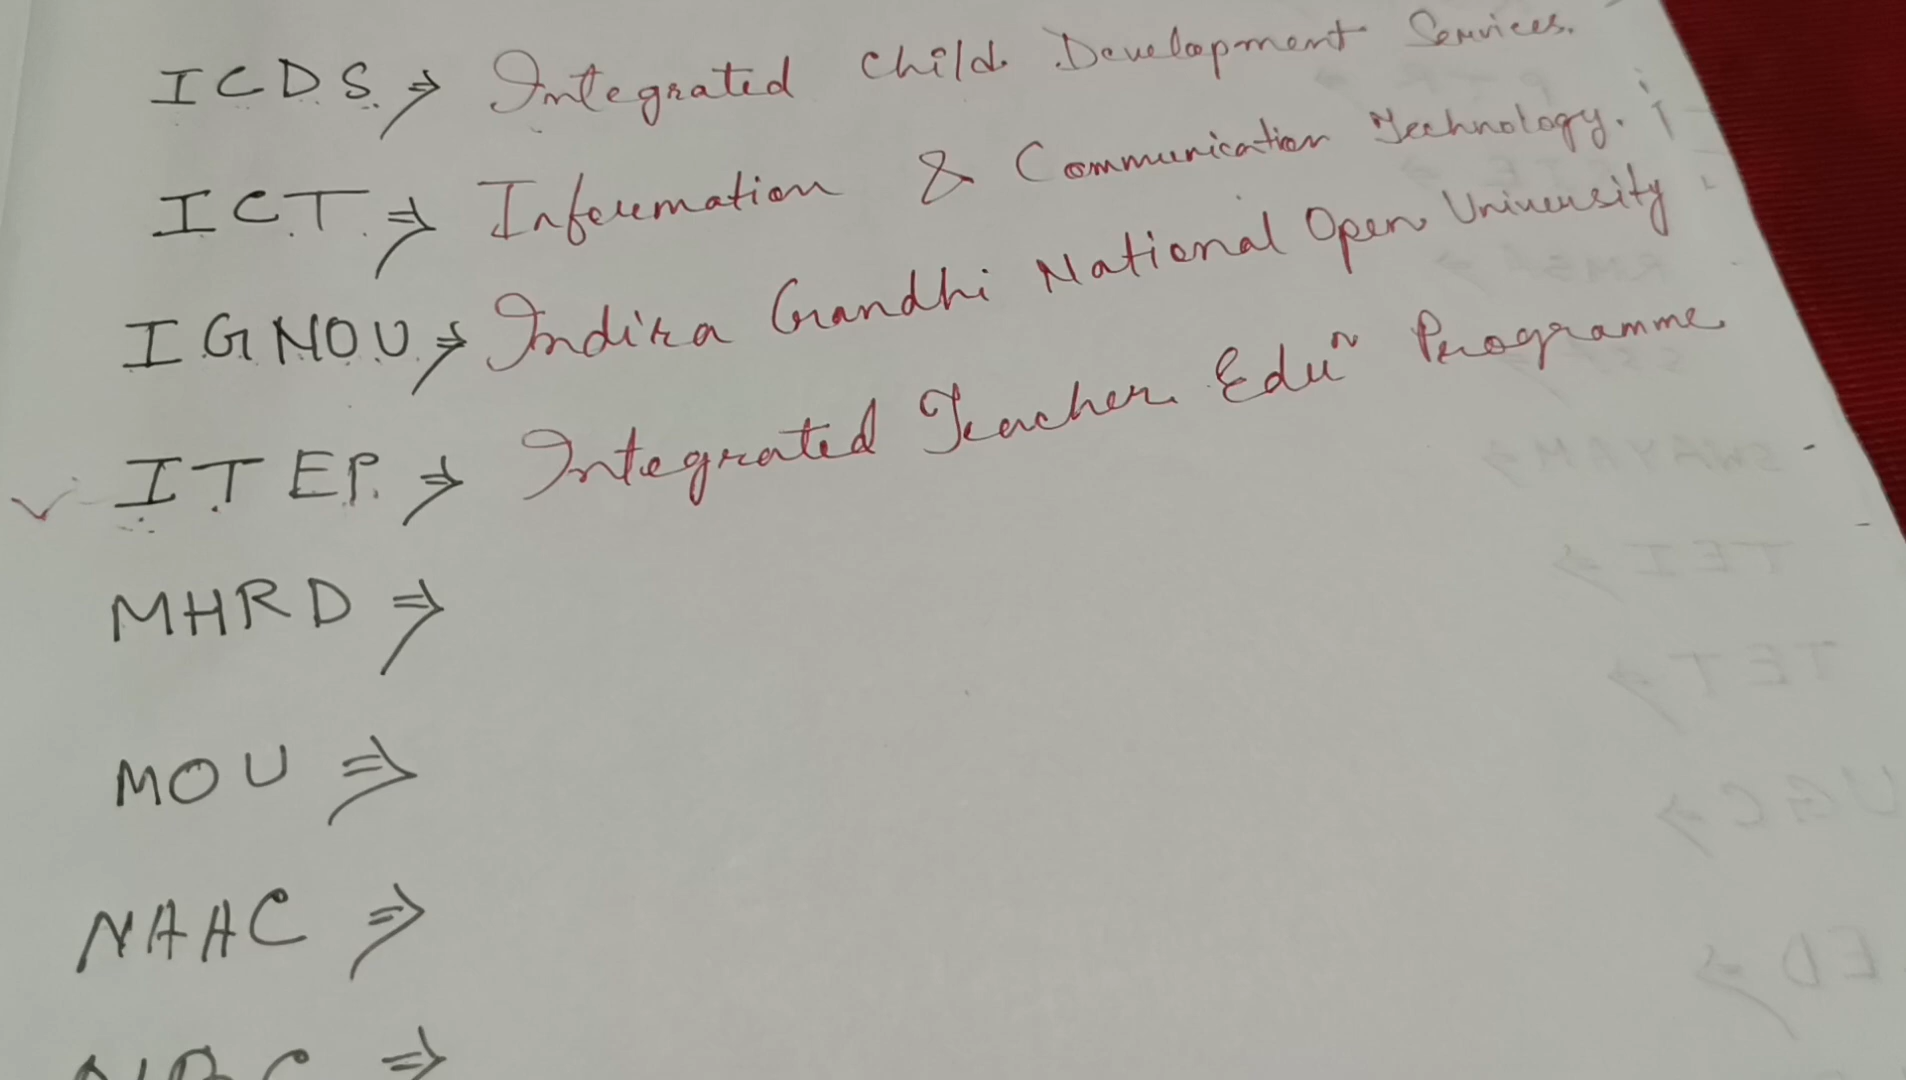 ICDS. ⇒ Integrated Child Development Services.
ICT. ⇒ Information & Communication Technology.
IGNOU ⇒ Indira Gandhi National Open University
ITEP. ⇒ Integrated Teacher Eduⁿ Programme
MHRD ⇒
MOU ⇒
NAAC ⇒